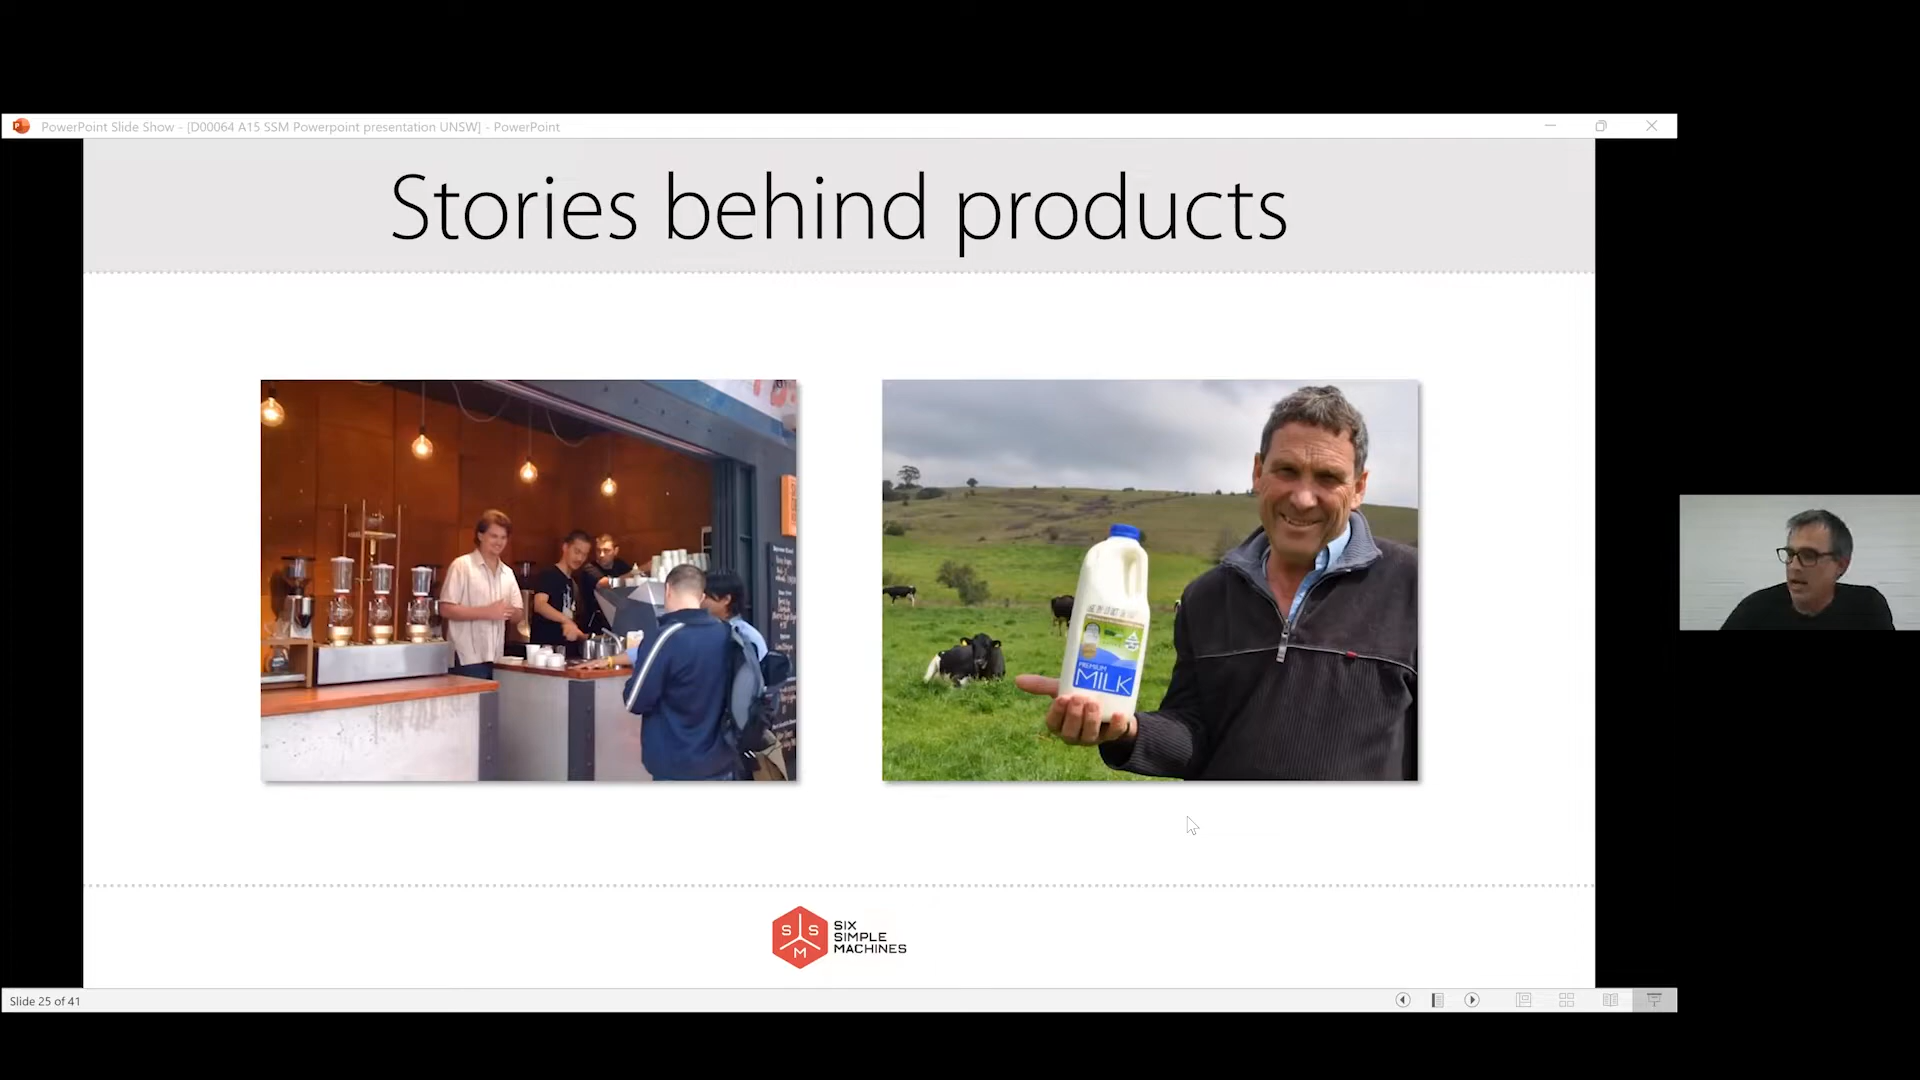 PowerPoint Slide Show - [D00064 A15 SSM Powerpoint presentation UNSW] - PowerPoint
Stories behind products
PREMIUM
MILK
S S
M
SIX
SIMPLE
MACHINES
Slide 25 of 41